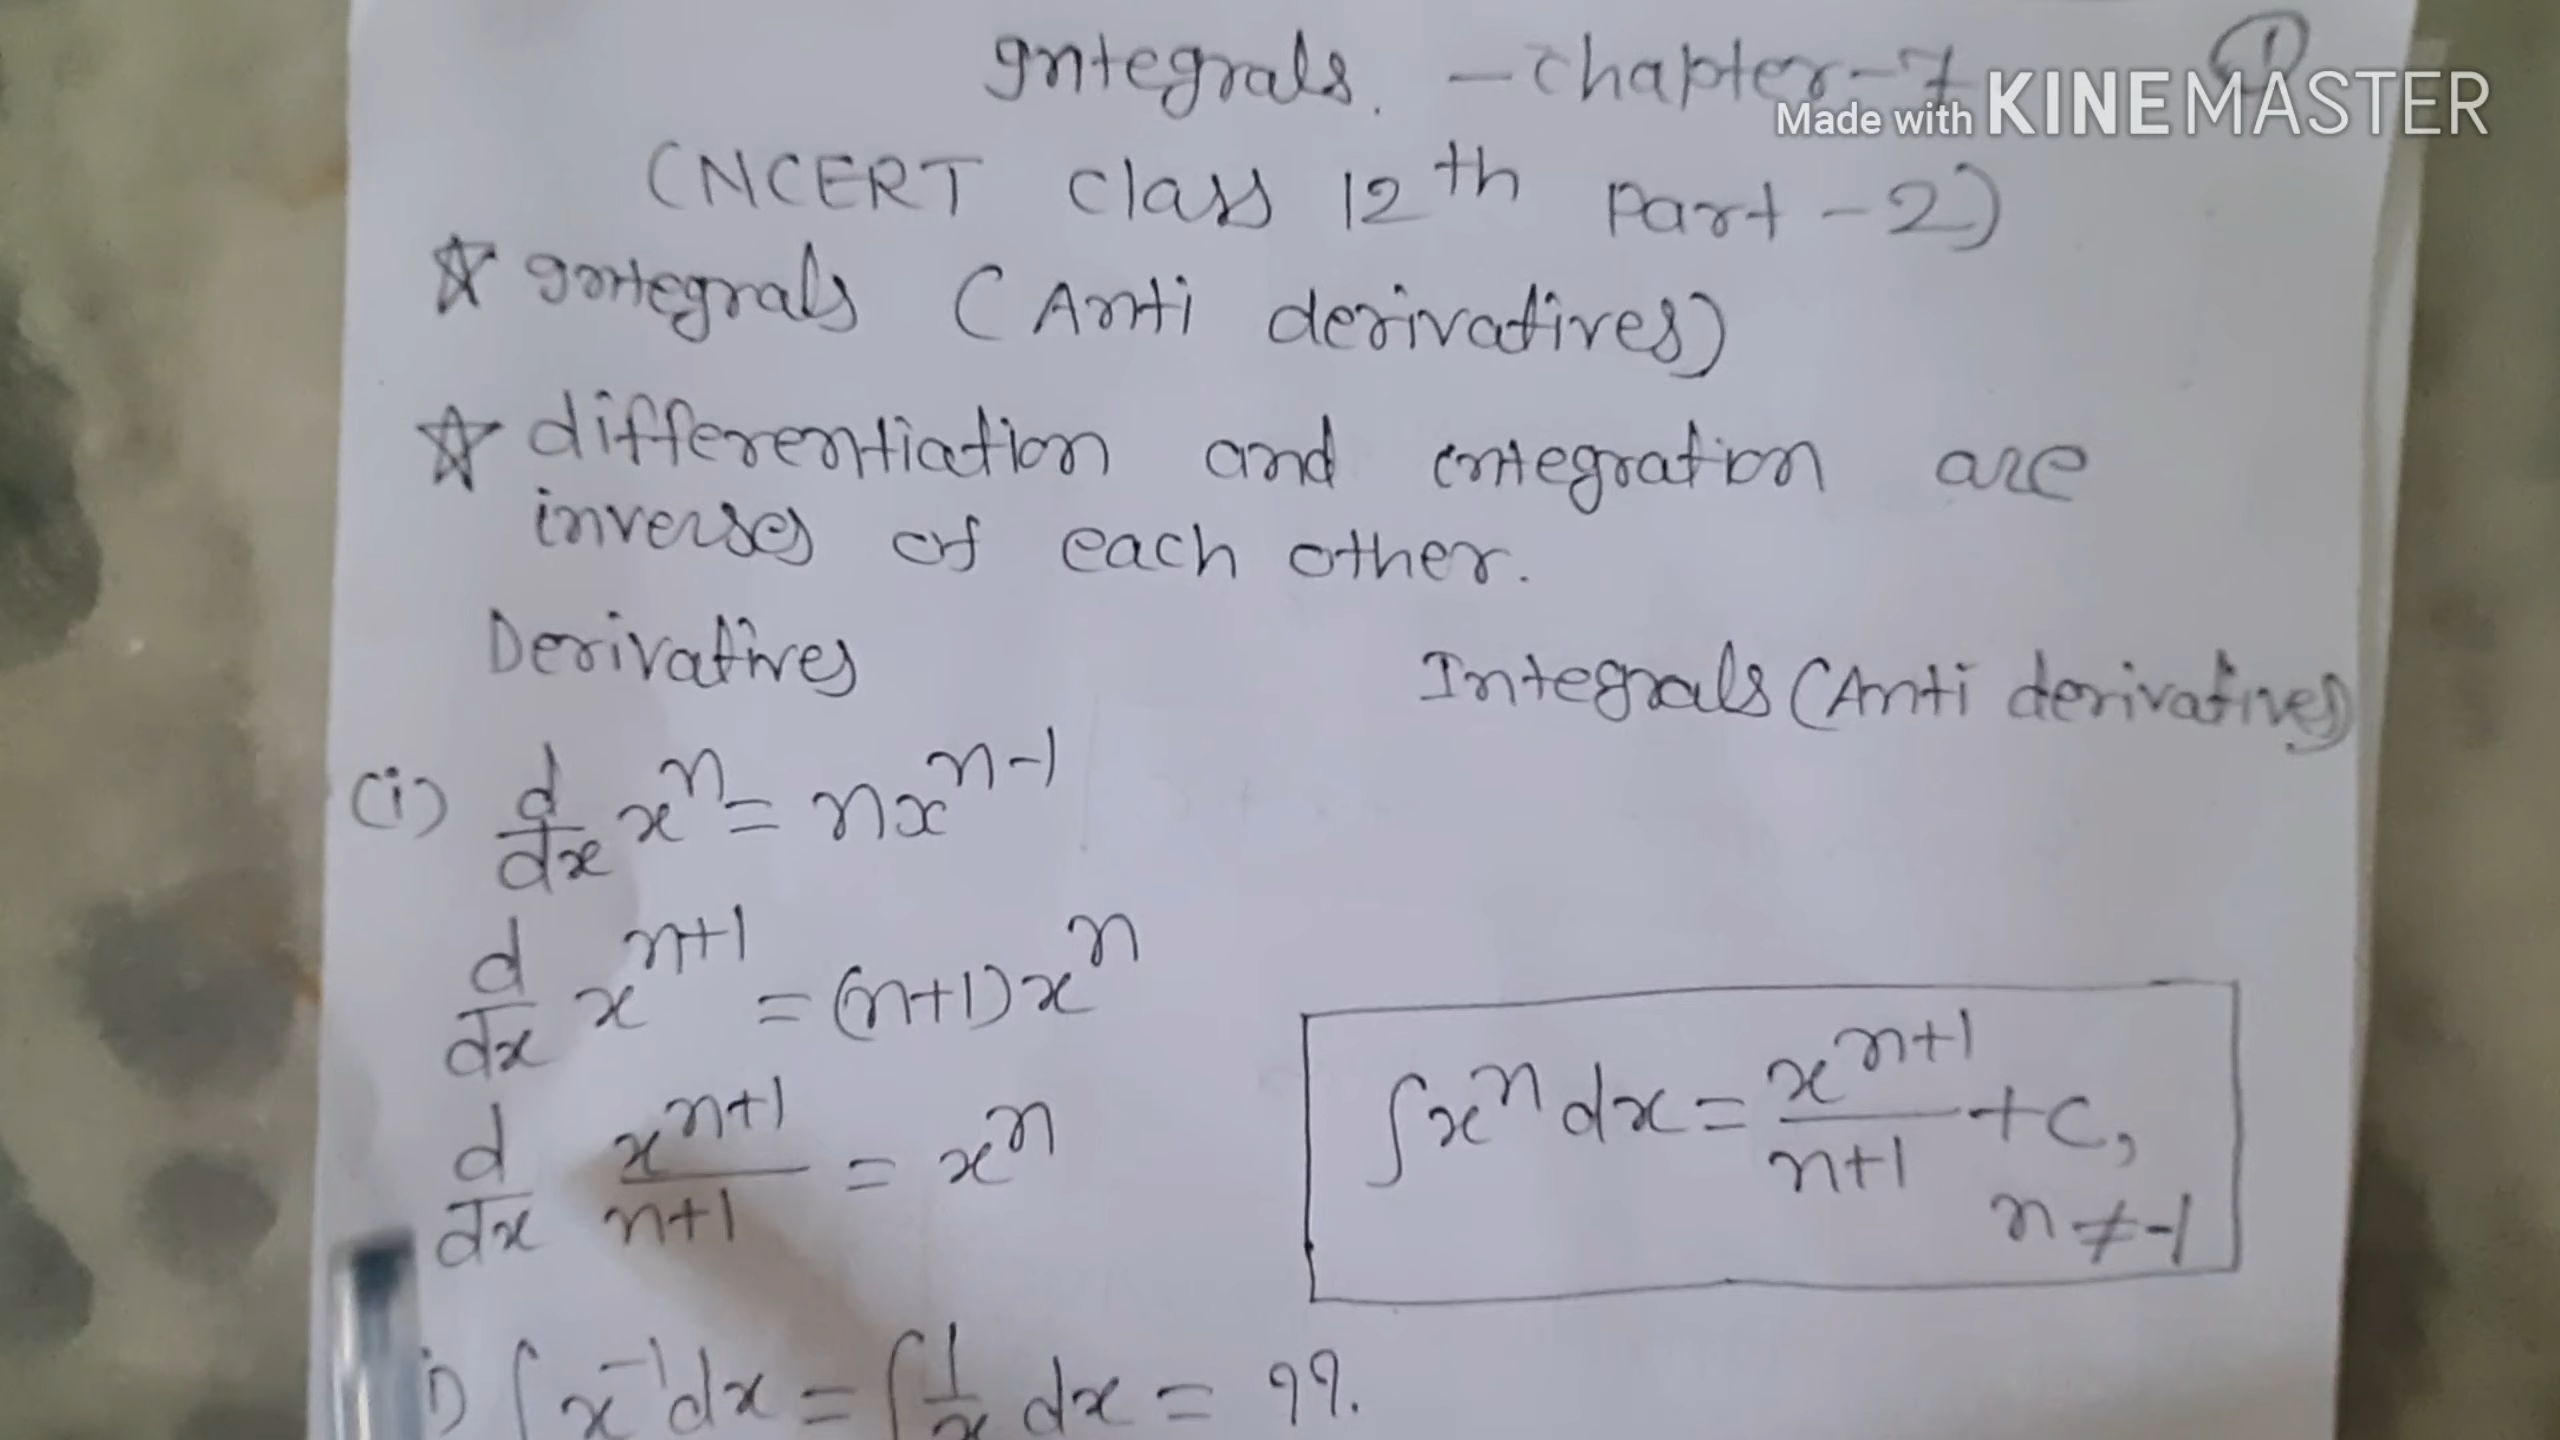 Integrals. - Chapter-7 1
Made with KINEMASTER
(NCERT Class 12th Part-2)
☆ Integrals (Anti derivatives)
☆ differentiation and integration are
inverses of each other.
Derivatives Integrals (Anti derivatives)
(i) d/dx x^n = nx^(n-1)
d/dx x^(n+1) = (n+1)x^n
d/dx x^(n+1)/(n+1) = x^n
∫x^n dx = x^(n+1)/(n+1) + c,
n ≠ -1
i) ∫x^-1 dx = ∫1/x dx = ??.